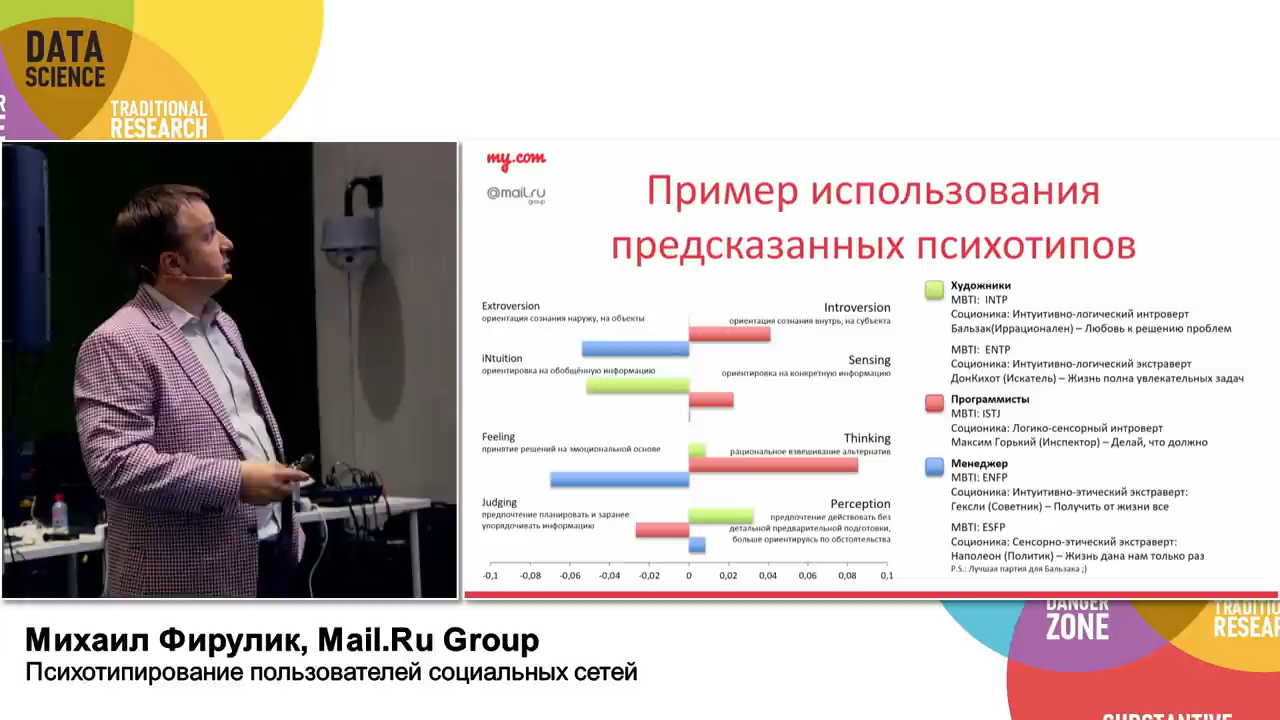 DATA
SCIENCE
TRADITIONAL
RESEARCH
my.com
@mail.ru
group
Пример использования
предсказанных психотипов
Extroversion
ориентация сознания наружу, на объекты
Introversion
ориентация сознания внутрь, на субъекта
iNtuition
ориентировка на обобщённую информацию
Sensing
ориентировка на конкретную информацию
Feeling
принятие решений на эмоциональной основе
Thinking
рациональное взвешивание альтернатив
Judging
предпочтение планировать и заранее
упорядочивать информацию
Perception
предпочтение действовать без
детальной предварительной подготовки,
больше ориентируясь по обстоятельства
-0,1 -0,08 -0,06 -0,04 -0,02 0 0,02 0,04 0,06 0,08 0,1
Художники
MBTI: INTP
Соционика: Интуитивно-логический интроверт
Бальзак(Иррационален) – Любовь к решению проблем
MBTI: ENTP
Соционика: Интуитивно-логический экстраверт
ДонКихот (Искатель) – Жизнь полна увлекательных задач
Программисты
MBTI: ISTJ
Соционика: Логико-сенсорный интроверт
Максим Горький (Инспектор) – Делай, что должно
Менеджер
MBTI: ENFP
Соционика: Интуитивно-этический экстраверт:
Гексли (Советник) – Получить от жизни все
MBTI: ESFP
Соционика: Сенсорно-этический экстраверт:
Наполеон (Политик) – Жизнь дана нам только раз
P.S.: Лучшая партия для Бальзака ;)
Михаил Фирулик, Mail.Ru Group
Психотипирование пользователей социальных сетей
DANGER
ZONE
TRADITIO
RESEAR
SUBSTANTIVE